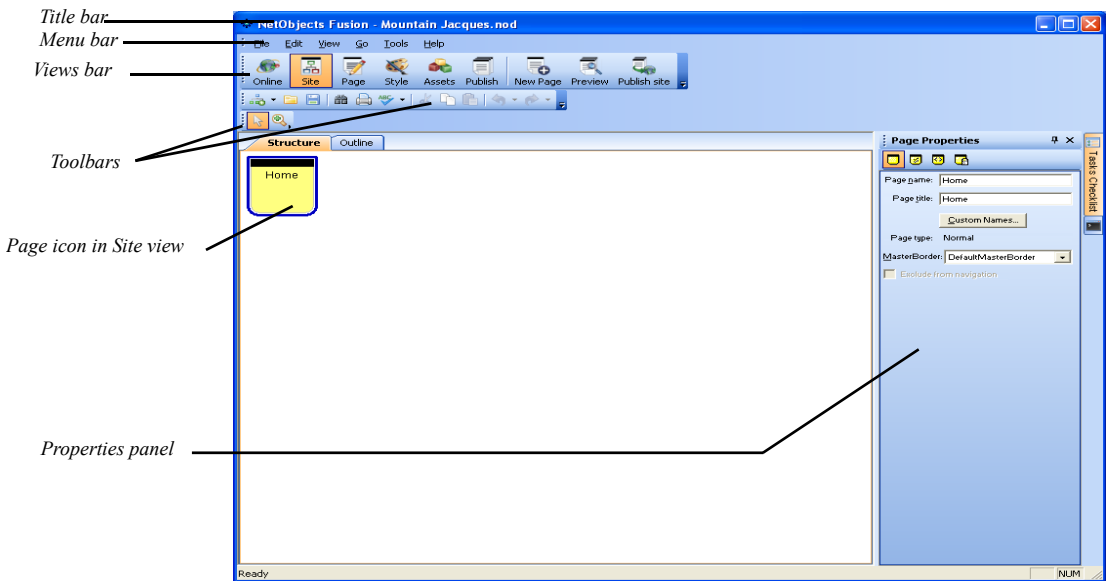 Title bar
NetObjects Fusion - Mountain Jacques.nod
Menu bar
File Edit View Go Tools Help
Views bar
Online Site Page Style Assets Publish New Page Preview Publish site
Toolbars
Structure Outline
Home
Page icon in Site view
Properties panel
Page Properties
Page name: Home
Page title: Home
Custom Names...
Page type: Normal
MasterBorder: DefaultMasterBorder
Exclude from navigation
Tasks Checklist
Ready
NUM